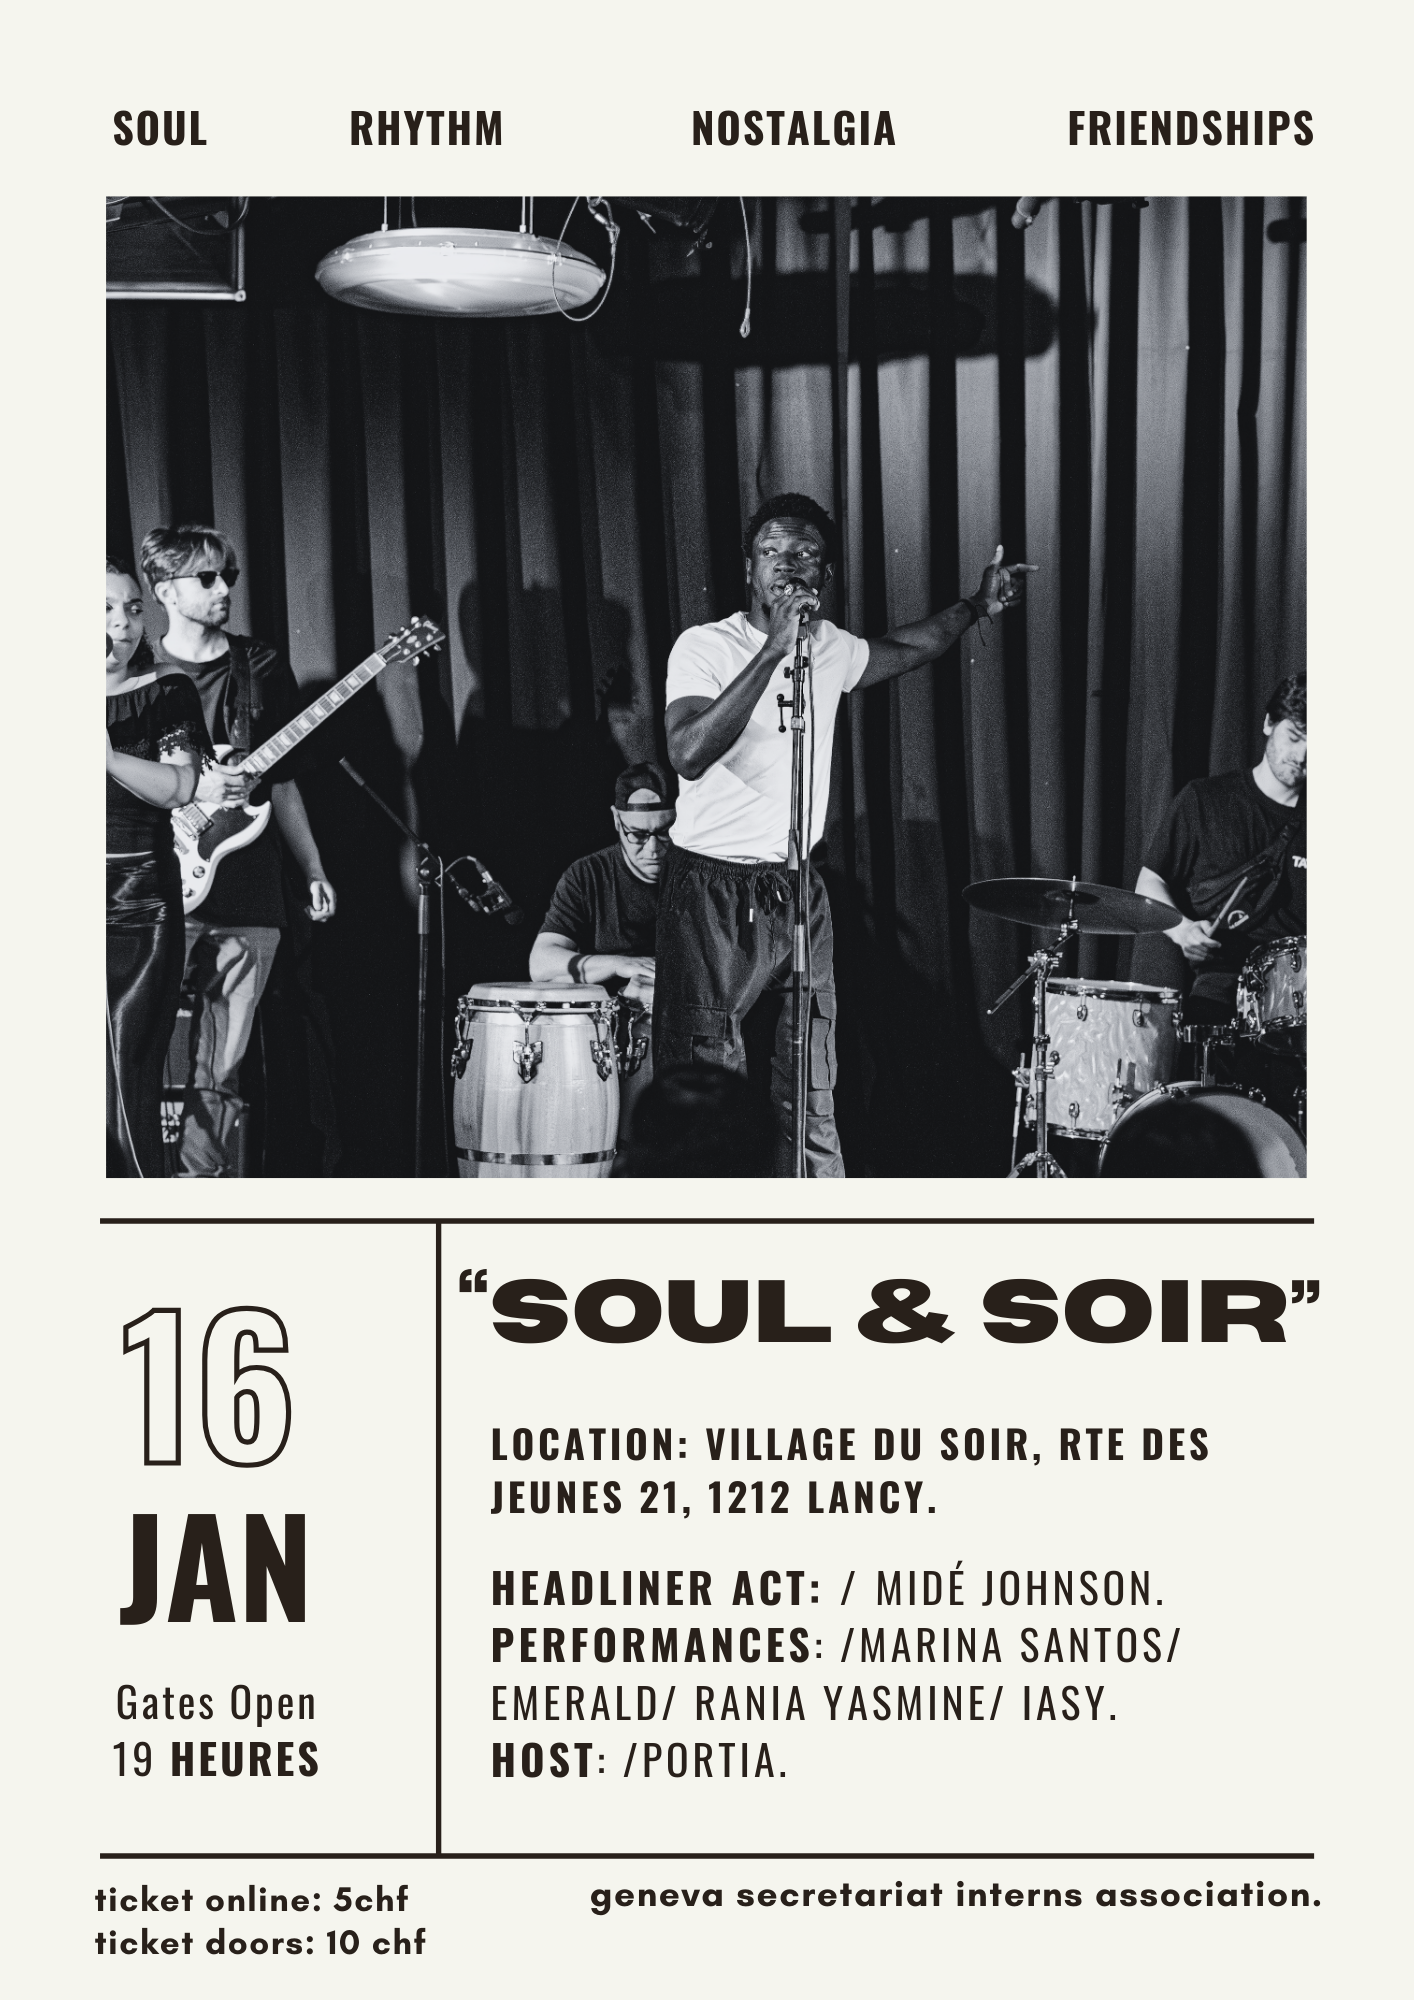 SOUL RHYTHM NOSTALGIA FRIENDSHIPS
TA
16
JAN
Gates Open
19 HEURES
“SOUL & SOIR”
LOCATION: VILLAGE DU SOIR, RTE DES
JEUNES 21, 1212 LANCY.
HEADLINER ACT: / MIDÉ JOHNSON.
PERFORMANCES: /MARINA SANTOS/
EMERALD/ RANIA YASMINE/ IASY.
HOST: /PORTIA.
ticket online: 5chf
ticket doors: 10 chf
geneva secretariat interns association.